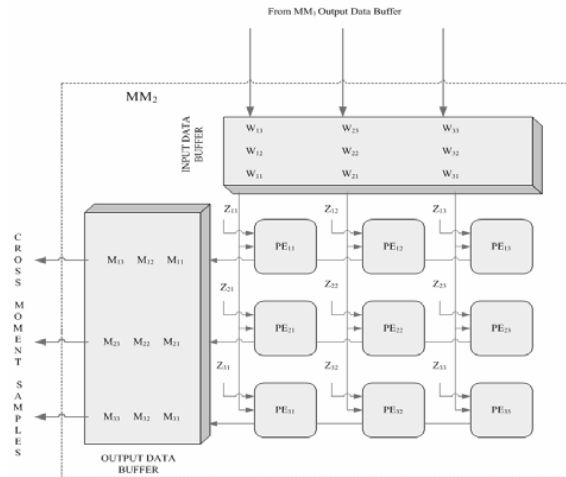 From MM₁ Output Data Buffer
MM₂
INPUT DATA
BUFFER
W₁₃ W₂₃ W₃₃
W₁₂ W₂₂ W₃₂
W₁₁ W₂₁ W₃₁
Z₁₁ Z₁₂ Z₁₃
PE₁₁ PE₁₂ PE₁₃
M₁₃ M₁₂ M₁₁
Z₂₁ Z₂₂ Z₂₃
PE₂₁ PE₂₂ PE₂₃
M₂₃ M₂₂ M₂₁
Z₃₁ Z₃₂ Z₃₃
PE₃₁ PE₃₂ PE₃₃
M₃₃ M₃₂ M₃₁
CROSS MOMENT SAMPLES
OUTPUT DATA
BUFFER